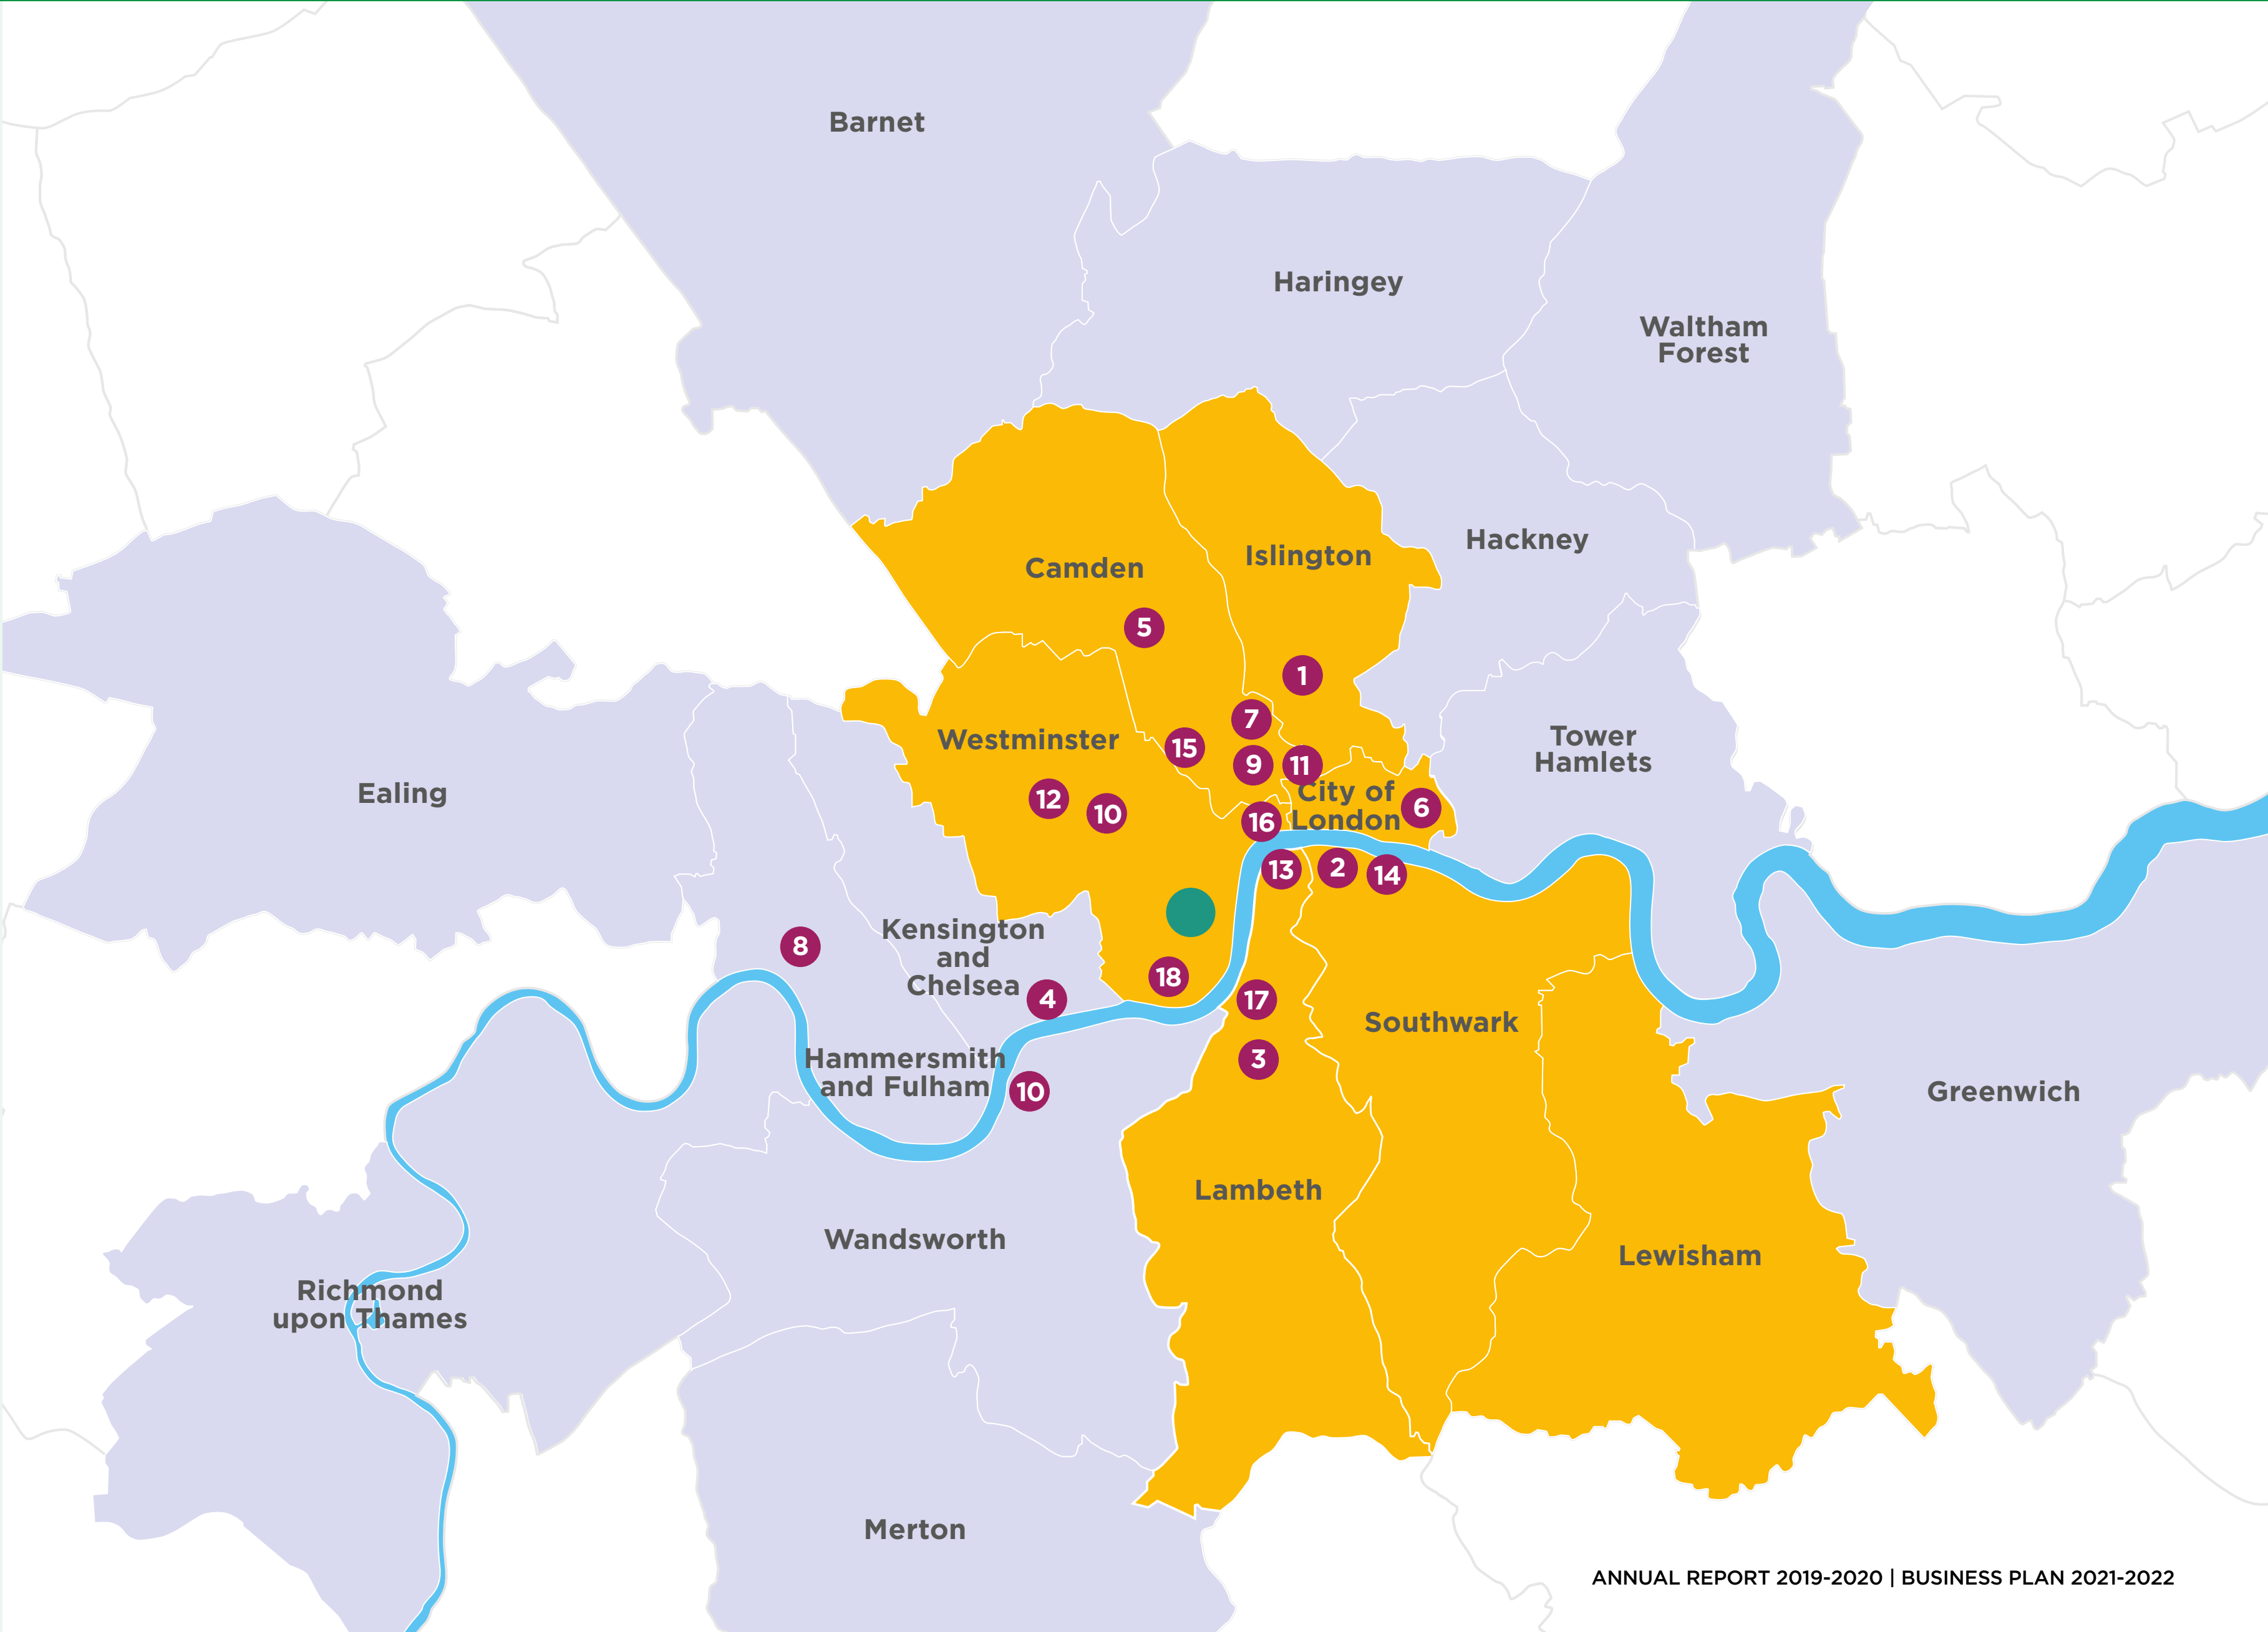 Barnet
Haringey
Waltham
Forest
Hackney
Islington
Camden
5
1
7
Westminster
15
9
11
Tower
Hamlets
Ealing
12
10
City of
London
6
16
13
2
14
Kensington
and
Chelsea
8
18
4
17
Southwark
3
Hammersmith
and Fulham
10
Greenwich
Lambeth
Wandsworth
Lewisham
Richmond
upon Thames
Merton
ANNUAL REPORT 2019-2020 | BUSINESS PLAN 2021-2022